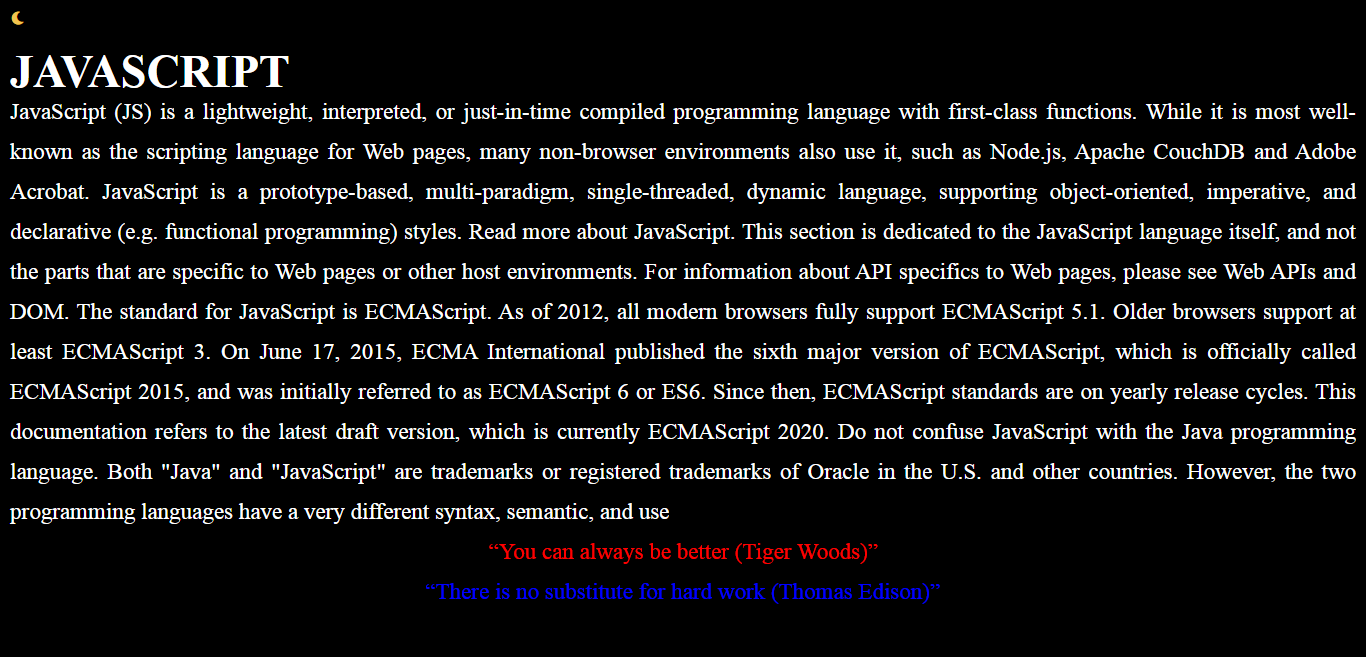 JAVASCRIPT
JavaScript (JS) is a lightweight, interpreted, or just-in-time compiled programming language with first-class functions. While it is most well-
known as the scripting language for Web pages, many non-browser environments also use it, such as Node.js, Apache CouchDB and Adobe
Acrobat. JavaScript is a prototype-based, multi-paradigm, single-threaded, dynamic language, supporting object-oriented, imperative, and
declarative (e.g. functional programming) styles. Read more about JavaScript. This section is dedicated to the JavaScript language itself, and not
the parts that are specific to Web pages or other host environments. For information about API specifics to Web pages, please see Web APIs and
DOM. The standard for JavaScript is ECMAScript. As of 2012, all modern browsers fully support ECMAScript 5.1. Older browsers support at
least ECMAScript 3. On June 17, 2015, ECMA International published the sixth major version of ECMAScript, which is officially called
ECMAScript 2015, and was initially referred to as ECMAScript 6 or ES6. Since then, ECMAScript standards are on yearly release cycles. This
documentation refers to the latest draft version, which is currently ECMAScript 2020. Do not confuse JavaScript with the Java programming
language. Both "Java" and "JavaScript" are trademarks or registered trademarks of Oracle in the U.S. and other countries. However, the two
programming languages have a very different syntax, semantic, and use
“You can always be better (Tiger Woods)”
“There is no substitute for hard work (Thomas Edison)”